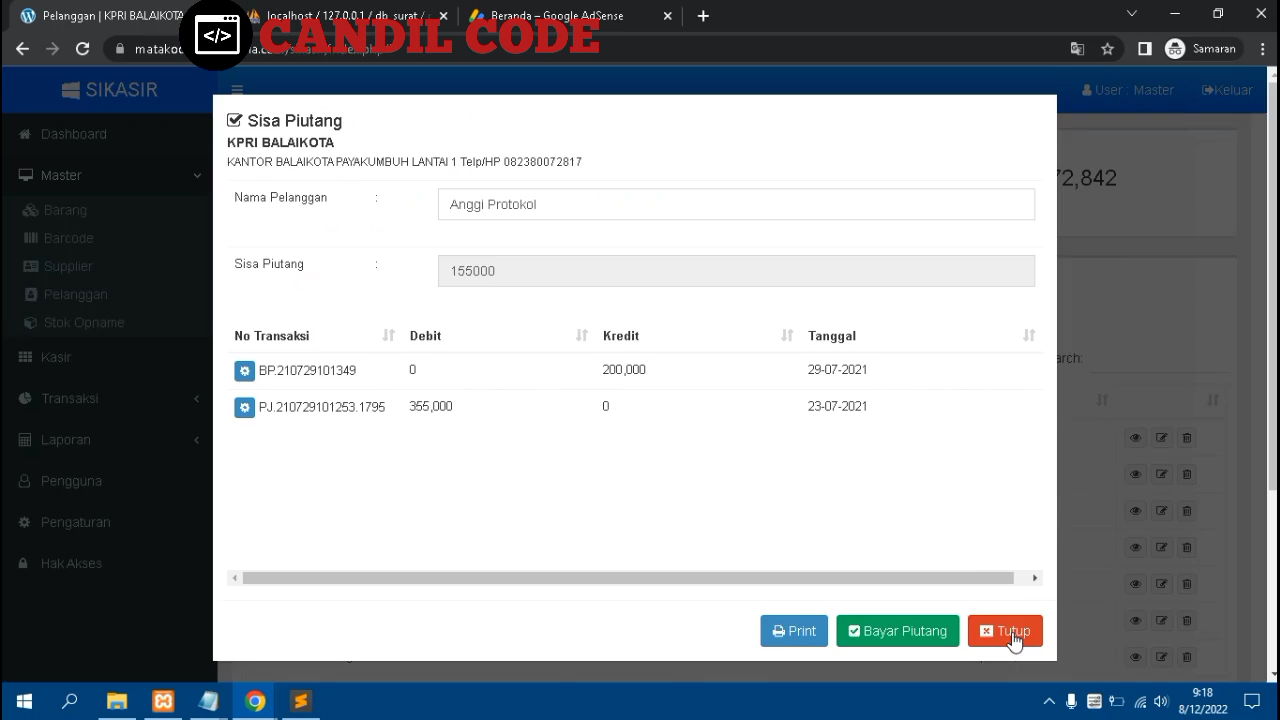 Pelanggan | KPRI BALAIKOTA
localhost / 127.0.0.1 / db_surat /
Beranda – Google AdSense
CANDIL CODE
Samaran
SIKASIR
User : Master
Keluar
Dashboard
Master
Barang
Barcode
Supplier
Pelanggan
Stok Opname
Kasir
Transaksi
Laporan
Pengguna
Pengaturan
Hak Akses
Sisa Piutang
KPRI BALAIKOTA
KANTOR BALAIKOTA PAYAKUMBUH LANTAI 1 Telp/HP 082380072817
Nama Pelanggan : Anggi Protokol
Sisa Piutang : 155000
No Transaksi Debit Kredit Tanggal
BP.210729101349 0 200,000 29-07-2021
PJ.210729101253.1795 355,000 0 23-07-2021
Print
Bayar Piutang
Tutup
72,842
earch:
9:18
8/12/2022